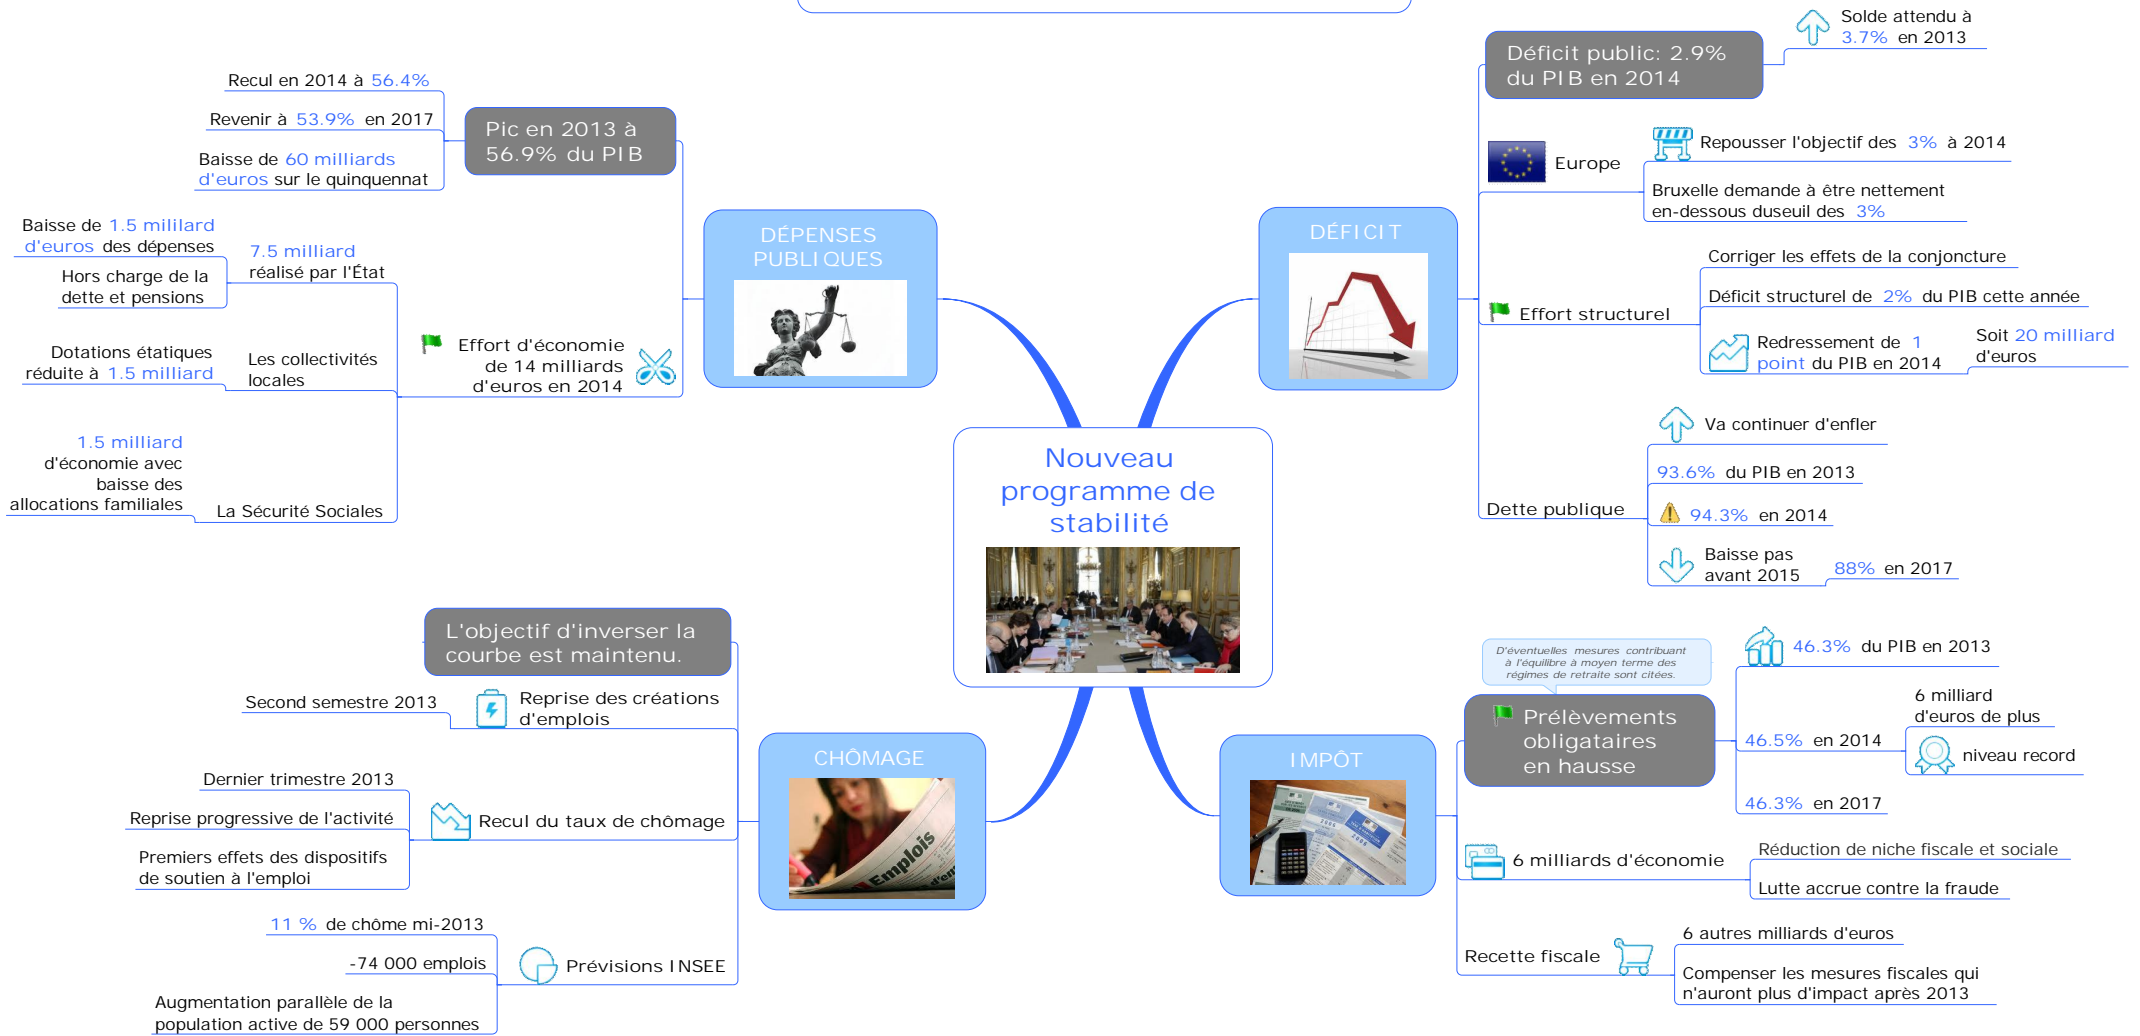 Nouveau
programme de
stabilité
DÉPENSES
PUBLIQUES
Pic en 2013 à
56.9% du PIB
Recul en 2014 à 56.4%
Revenir à 53.9% en 2017
Baisse de 60 milliards
d'euros sur le quinquennat
Effort d'économie
de 14 milliards
d'euros en 2014
7.5 milliard
réalisé par l'État
Baisse de 1.5 mililard
d'euros des dépenses
Hors charge de la
dette et pensions
Les collectivités
locales
Dotations étatiques
réduite à 1.5 milliard
La Sécurité Sociales
1.5 milliard
d'économie avec
baisse des
allocations familiales
DÉFICIT
Déficit public: 2.9%
du PIB en 2014
Solde attendu à
3.7% en 2013
Europe
Repousser l'objectif des 3% à 2014
Bruxelle demande à être nettement
en-dessous duseuil des 3%
Effort structurel
Corriger les effets de la conjoncture
Déficit structurel de 2% du PIB cette année
Redressement de 1
point du PIB en 2014
Soit 20 milliard
d'euros
Dette publique
Va continuer d'enfler
93.6% du PIB en 2013
94.3% en 2014
Baisse pas
avant 2015
88% en 2017
CHÔMAGE
Emplois
L'objectif d'inverser la
courbe est maintenu.
Reprise des créations
d'emplois
Second semestre 2013
Recul du taux de chômage
Dernier trimestre 2013
Reprise progressive de l'activité
Premiers effets des dispositifs
de soutien à l'emploi
Prévisions INSEE
11 % de chôme mi-2013
-74 000 emplois
Augmentation parallèle de la
population active de 59 000 personnes
IMPÔT
2006
2006
D'éventuelles mesures contribuant
à l'équilibre à moyen terme des
régimes de retraite sont citées.
Prélèvements
obligataires
en hausse
46.3% du PIB en 2013
46.5% en 2014
6 milliard
d'euros de plus
niveau record
46.3% en 2017
6 milliards d'économie
Réduction de niche fiscale et sociale
Lutte accrue contre la fraude
Recette fiscale
6 autres milliards d'euros
Compenser les mesures fiscales qui
n'auront plus d'impact après 2013